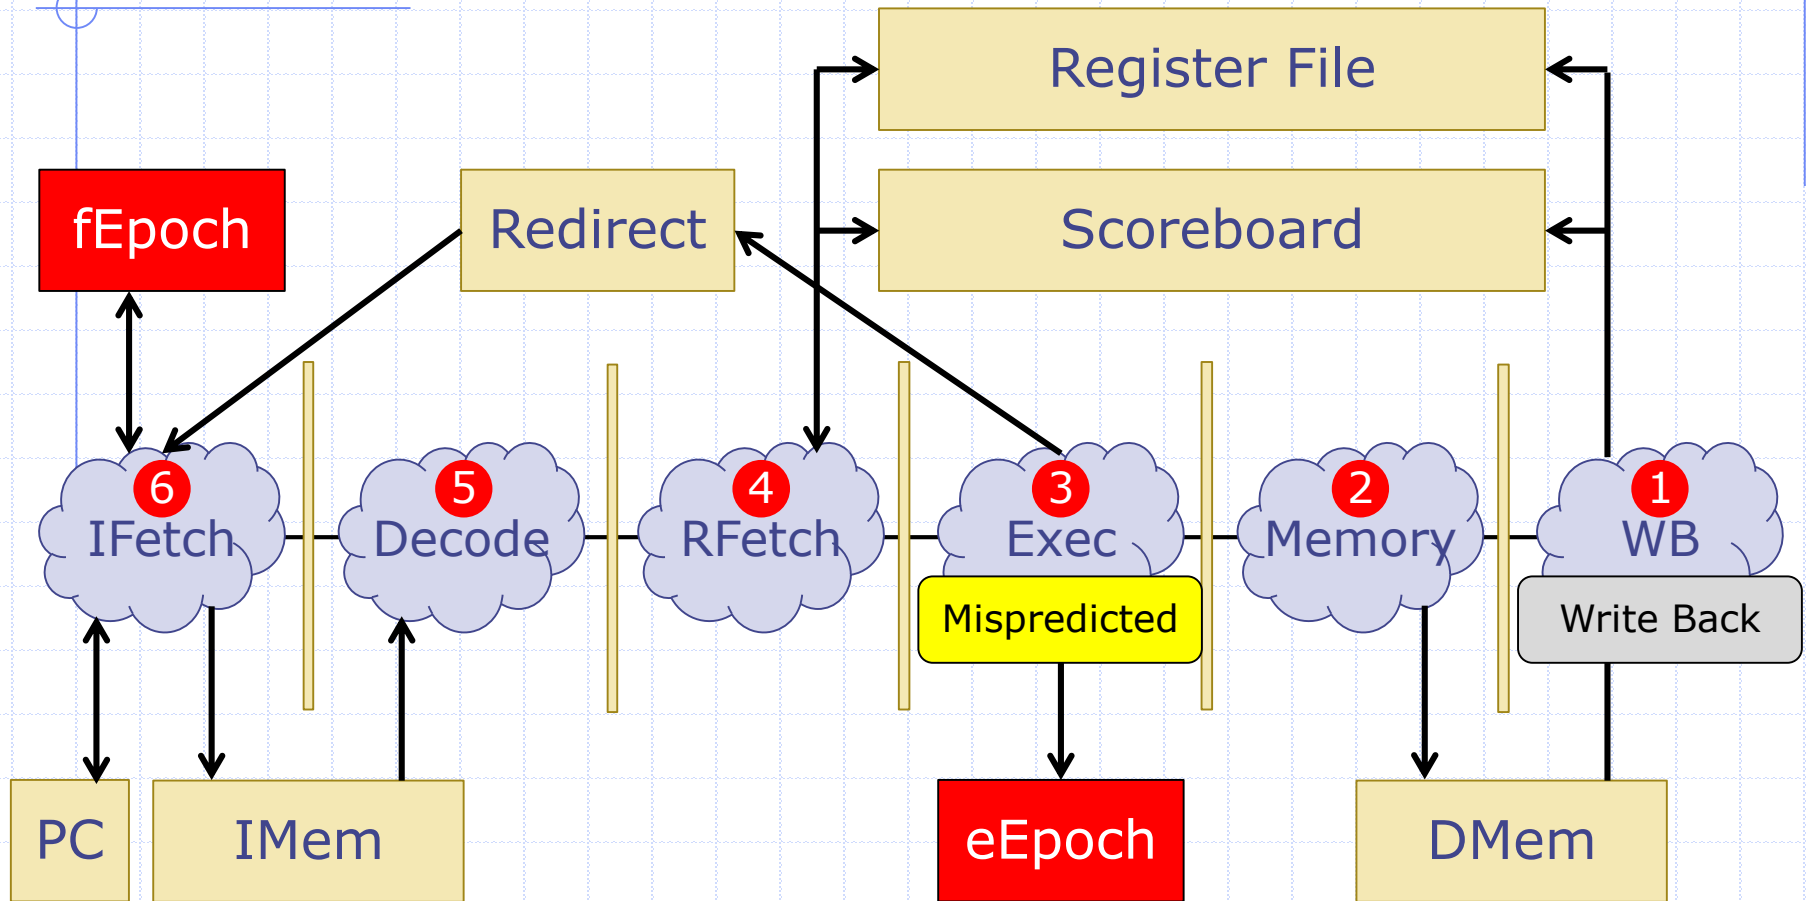 Register File
fEpoch
Redirect
Scoreboard
6
5
4
3
2
1
IFetch
Decode
RFetch
Exec
Memory
WB
Mispredicted
Write Back
PC
IMem
eEpoch
DMem